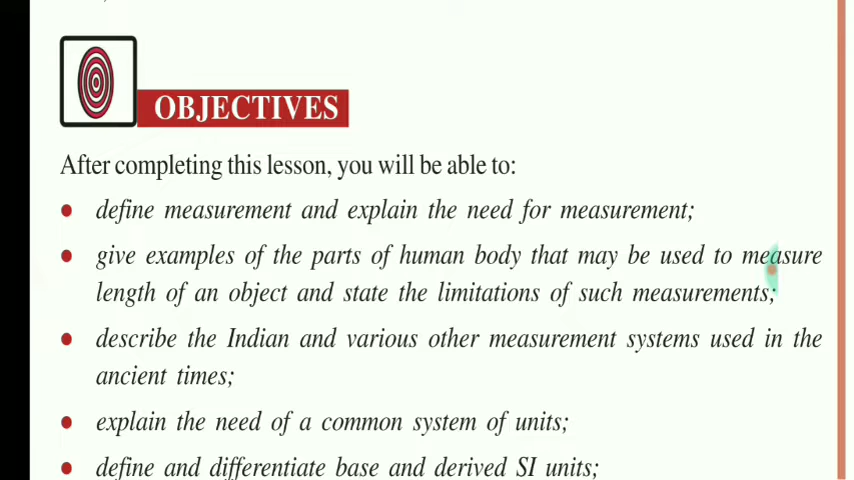 OBJECTIVES
After completing this lesson, you will be able to:
● define measurement and explain the need for measurement;
● give examples of the parts of human body that may be used to measure
length of an object and state the limitations of such measurements;
● describe the Indian and various other measurement systems used in the
ancient times;
● explain the need of a common system of units;
● define and differentiate base and derived SI units;